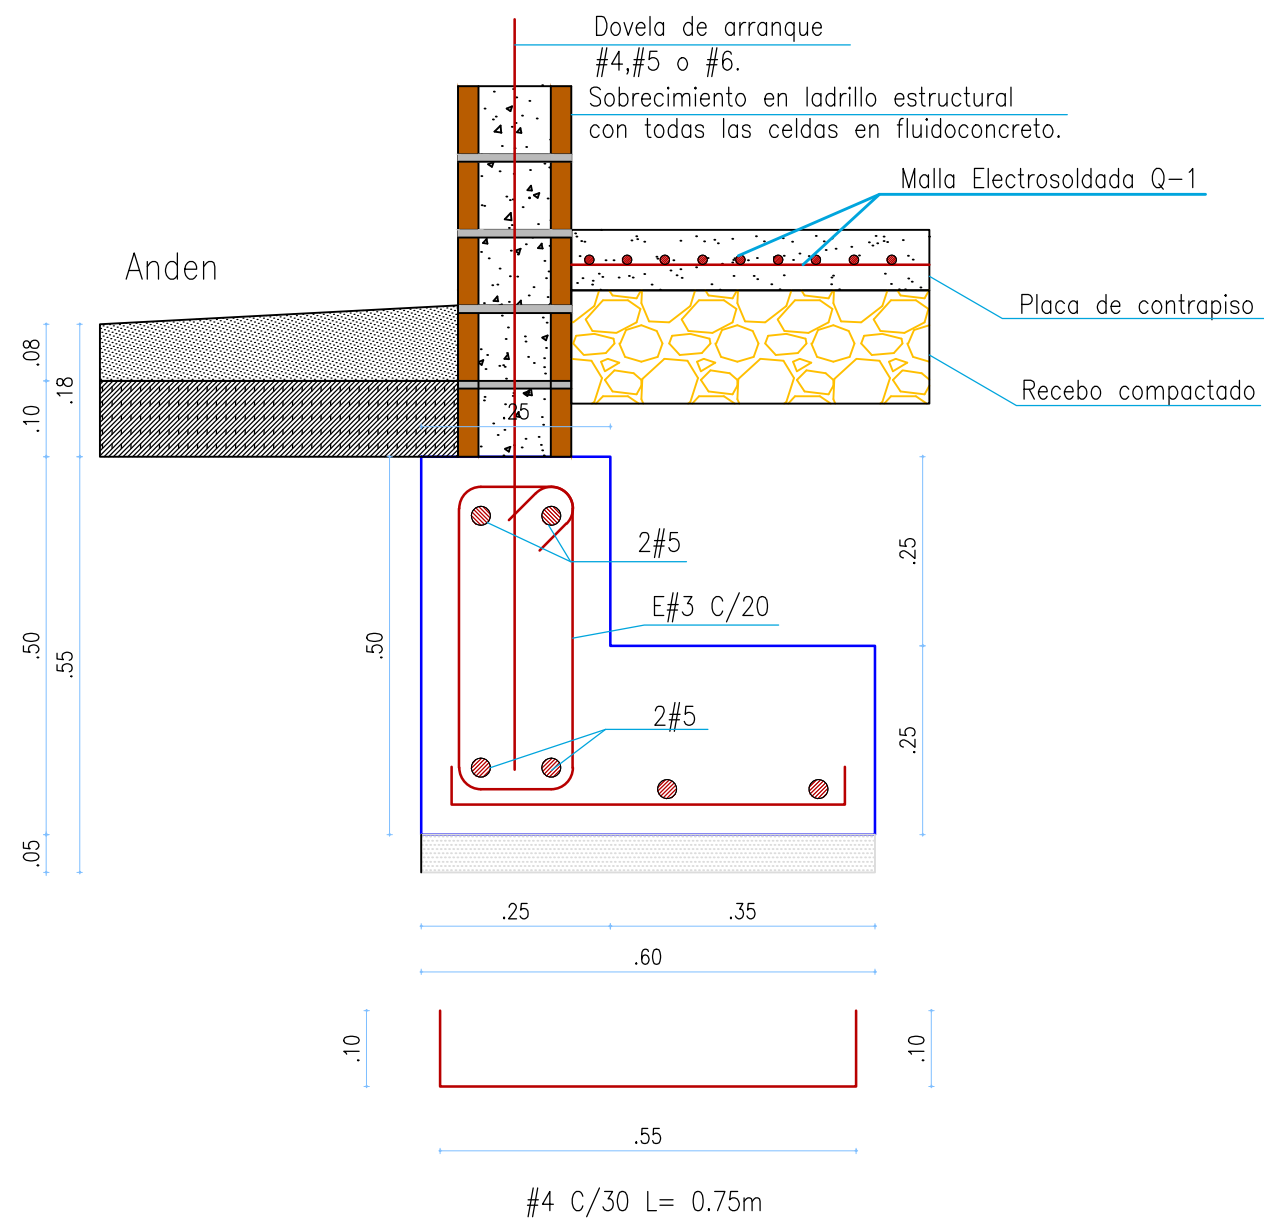 Dovela de arranque
#4,#5 o #6.
Sobrecimiento en ladrillo estructural
con todas las celdas en fluidoconcreto.
Malla Electrosoldada Q-1
Anden
Placa de contrapiso
.08
.18
.10
Recebo compactado
.25
2#5
.25
E#3 C/20
.50
.55
.50
2#5
.25
.05
.25
.35
.60
.10
.10
.55
#4 C/30 L= 0.75m